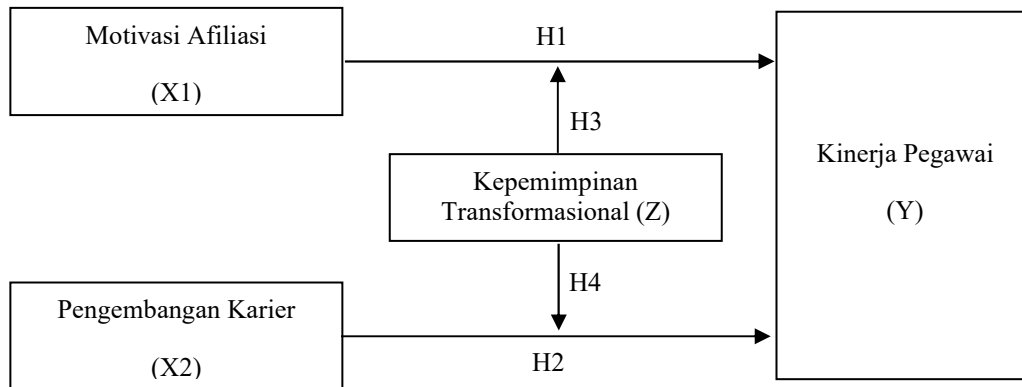 Motivasi Afiliasi
(X1)
H1
H3
Kepemimpinan
Transformasional (Z)
Kinerja Pegawai
(Y)
H4
Pengembangan Karier
(X2)
H2